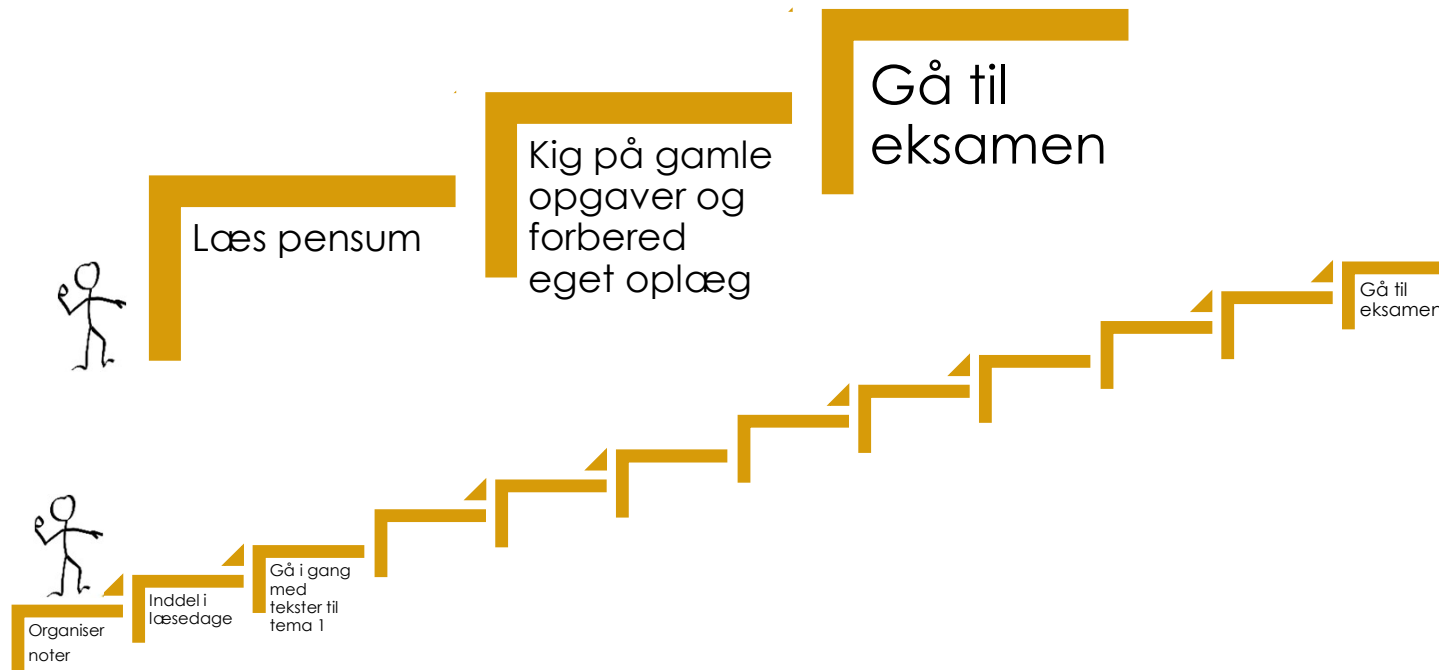 Læs pensum
Kig på gamle
opgaver og
forbered
eget oplæg
Gå til
eksamen
Organiser
noter
Inddel i
læsedage
Gå i gang
med
tekster til
tema 1
Gå til
eksamen